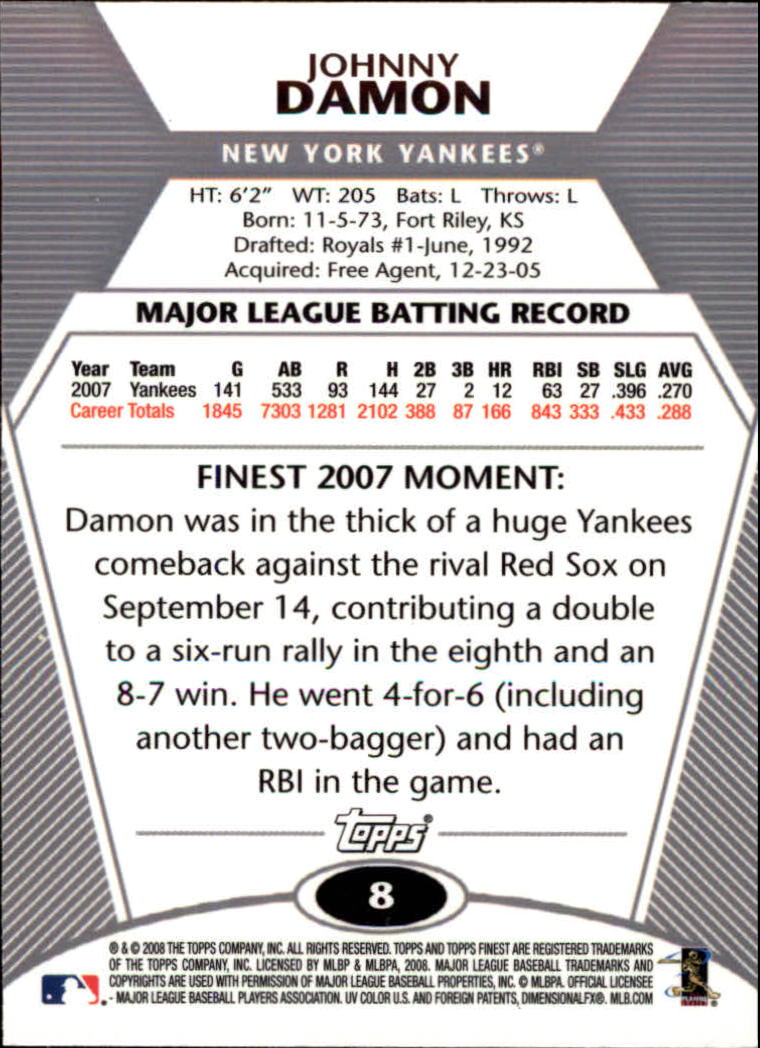 JOHNNY
DAMON
NEW YORK YANKEES®
HT: 6'2" WT: 205 Bats: L Throws: L
Born: 11-5-73, Fort Riley, KS
Drafted: Royals #1-June, 1992
Acquired: Free Agent, 12-23-05
MAJOR LEAGUE BATTING RECORD
Year Team G AB R H 2B 3B HR RBI SB SLG AVG
2007 Yankees 141 533 93 144 27 2 12 63 27 .396 .270
Career Totals 1845 7303 1281 2102 388 87 166 843 333 .433 .288
FINEST 2007 MOMENT:
Damon was in the thick of a huge Yankees
comeback against the rival Red Sox on
September 14, contributing a double
to a six-run rally in the eighth and an
8-7 win. He went 4-for-6 (including
another two-bagger) and had an
RBI in the game.
Topps®
8
® & © 2008 THE TOPPS COMPANY, INC. ALL RIGHTS RESERVED. TOPPS AND TOPPS FINEST ARE REGISTERED TRADEMARKS
OF THE TOPPS COMPANY, INC. LICENSED BY MLBP & MLBPA, 2008. MAJOR LEAGUE BASEBALL TRADEMARKS AND
COPYRIGHTS ARE USED WITH PERMISSION OF MAJOR LEAGUE BASEBALL PROPERTIES, INC. © MLBPA. OFFICIAL LICENSEE
- MAJOR LEAGUE BASEBALL PLAYERS ASSOCIATION. UV COLOR U.S. AND FOREIGN PATENTS, DIMENSIONALFX®. MLB.COM